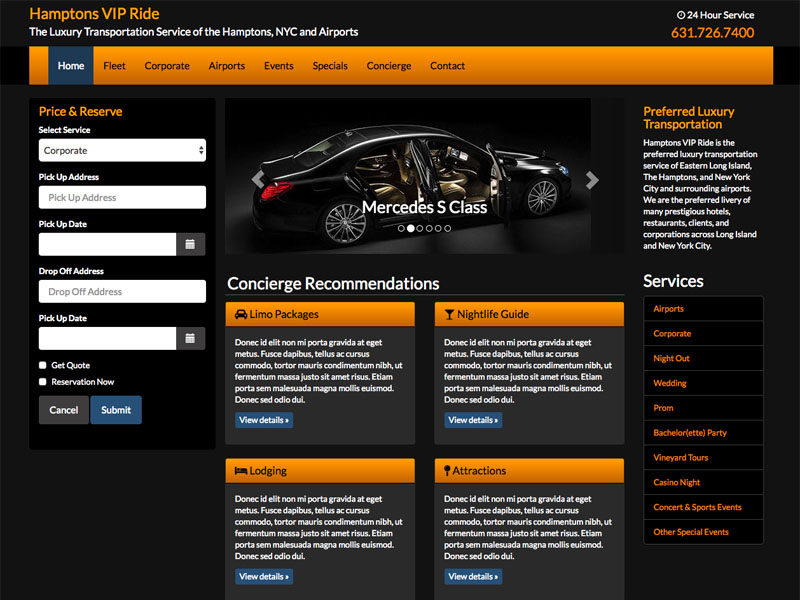 Hamptons VIP Ride
The Luxury Transportation Service of the Hamptons, NYC and Airports
24 Hour Service
631.726.7400
Home Fleet Corporate Airports Events Specials Concierge Contact
Price & Reserve
Select Service
Corporate
Pick Up Address
Pick Up Address
Pick Up Date
Drop Off Address
Drop Off Address
Pick Up Date
Get Quote
Reservation Now
Cancel Submit
Mercedes S Class
Concierge Recommendations
Limo Packages
Donec id elit non mi porta gravida at eget
metus. Fusce dapibus, tellus ac cursus
commodo, tortor mauris condimentum nibh, ut
fermentum massa justo sit amet risus. Etiam
porta sem malesuada magna mollis euismod.
Donec sed odio dui.
View details »
Nightlife Guide
Donec id elit non mi porta gravida at eget
metus. Fusce dapibus, tellus ac cursus
commodo, tortor mauris condimentum nibh, ut
fermentum massa justo sit amet risus. Etiam
porta sem malesuada magna mollis euismod.
Donec sed odio dui.
View details »
Lodging
Donec id elit non mi porta gravida at eget
metus. Fusce dapibus, tellus ac cursus
commodo, tortor mauris condimentum nibh, ut
fermentum massa justo sit amet risus. Etiam
porta sem malesuada magna mollis euismod.
Donec sed odio dui.
View details »
Attractions
Donec id elit non mi porta gravida at eget
metus. Fusce dapibus, tellus ac cursus
commodo, tortor mauris condimentum nibh, ut
fermentum massa justo sit amet risus. Etiam
porta sem malesuada magna mollis euismod.
Donec sed odio dui.
View details »
Preferred Luxury
Transportation
Hamptons VIP Ride is the
preferred luxury transportation
service of Eastern Long Island,
The Hamptons, and New York
City and surrounding airports.
We are the preferred livery of
many prestigious hotels,
restaurants, clients, and
corporations across Long Island
and New York City.
Services
Airports
Corporate
Night Out
Wedding
Prom
Bachelor(ette) Party
Vineyard Tours
Casino Night
Concert & Sports Events
Other Special Events